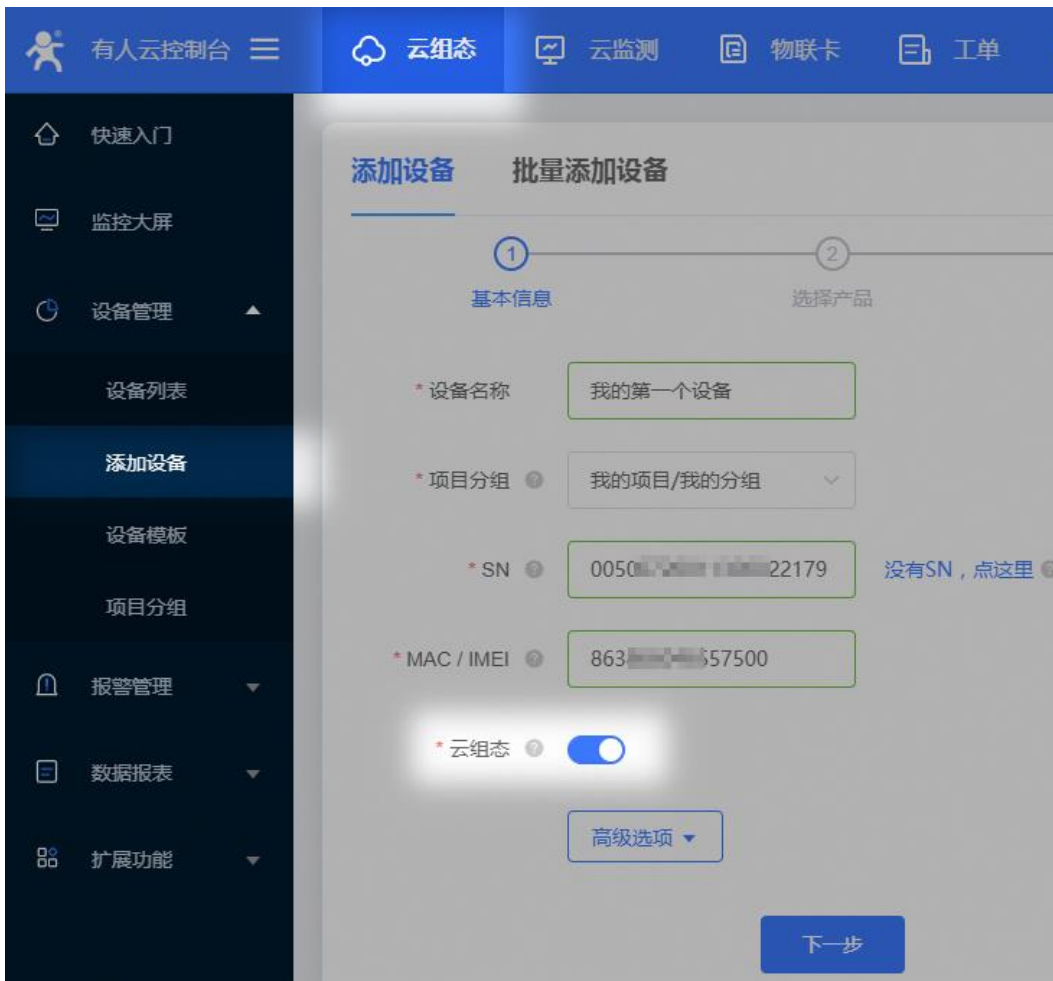 有人云控制台
云组态
云监测
物联卡
工单
快速入门
监控大屏
设备管理
设备列表
添加设备
设备模板
项目分组
报警管理
数据报表
扩展功能
添加设备 批量添加设备
1 2
基本信息 选择产品
* 设备名称 我的第一个设备
* 项目分组 我的项目/我的分组
* SN 0050 22179 没有SN，点这里
* MAC / IMEI 863 557500
* 云组态
高级选项
下一步